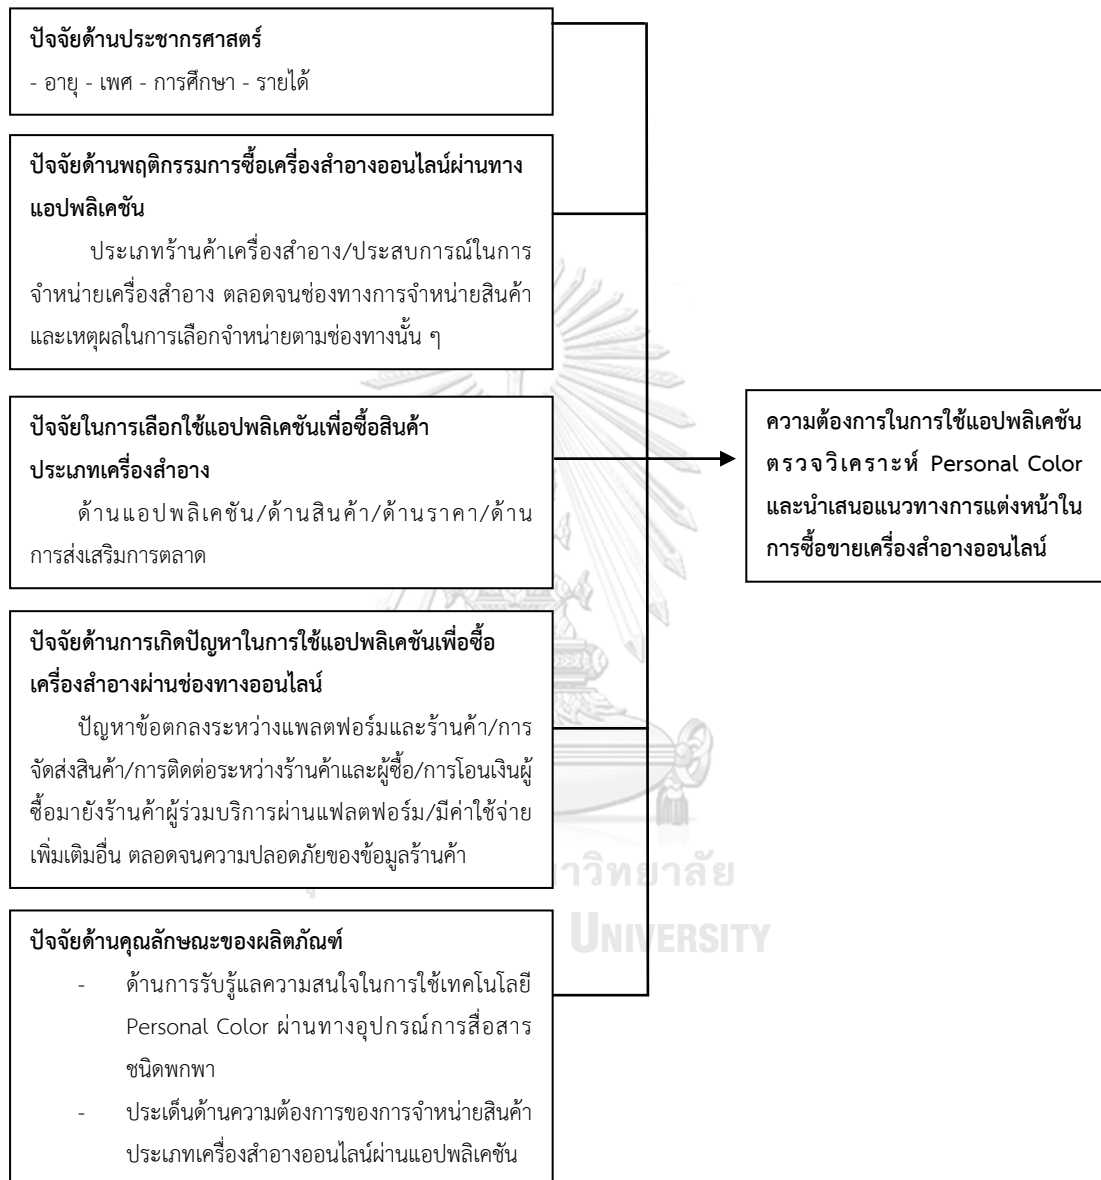 ปัจจัยด้านประชากรศาสตร์
- อายุ - เพศ - การศึกษา - รายได้
ปัจจัยด้านพฤติกรรมการซื้อเครื่องสำอางออนไลน์ผ่านทาง
แอปพลิเคชัน
ประเภทร้านค้าเครื่องสำอาง/ประสบการณ์ในการ
จำหน่ายเครื่องสำอาง ตลอดจนช่องทางการจำหน่ายสินค้า
และเหตุผลในการเลือกจำหน่ายตามช่องทางนั้น ๆ
ปัจจัยในการเลือกใช้แอปพลิเคชันเพื่อซื้อสินค้า
ประเภทเครื่องสำอาง
ด้านแอปพลิเคชัน/ด้านสินค้า/ด้านราคา/ด้าน
การส่งเสริมการตลาด
ปัจจัยด้านการเกิดปัญหาในการใช้แอปพลิเคชันเพื่อซื้อ
เครื่องสำอางผ่านช่องทางออนไลน์
ปัญหาข้อตกลงระหว่างแพลตฟอร์มและร้านค้า/การ
จัดส่งสินค้า/การติดต่อระหว่างร้านค้าและผู้ซื้อ/การโอนเงินผู้
ซื้อมายังร้านค้าผู้ร่วมบริการผ่านแฟลตฟอร์ม/มีค่าใช้จ่าย
เพิ่มเติมอื่น ตลอดจนความปลอดภัยของข้อมูลร้านค้า
ปัจจัยด้านคุณลักษณะของผลิตภัณฑ์
- ด้านการรับรู้แลความสนใจในการใช้เทคโนโลยี
Personal Color ผ่านทางอุปกรณ์การสื่อสาร
ชนิดพกพา
- ประเด็นด้านความต้องการของการจำหน่ายสินค้า
ประเภทเครื่องสำอางออนไลน์ผ่านแอปพลิเคชัน
ความต้องการในการใช้แอปพลิเคชัน
ตรวจวิเคราะห์ Personal Color
และนำเสนอแนวทางการแต่งหน้าใน
การซื้อขายเครื่องสำอางออนไลน์
าวิทยาลัย
UNIVERSITY